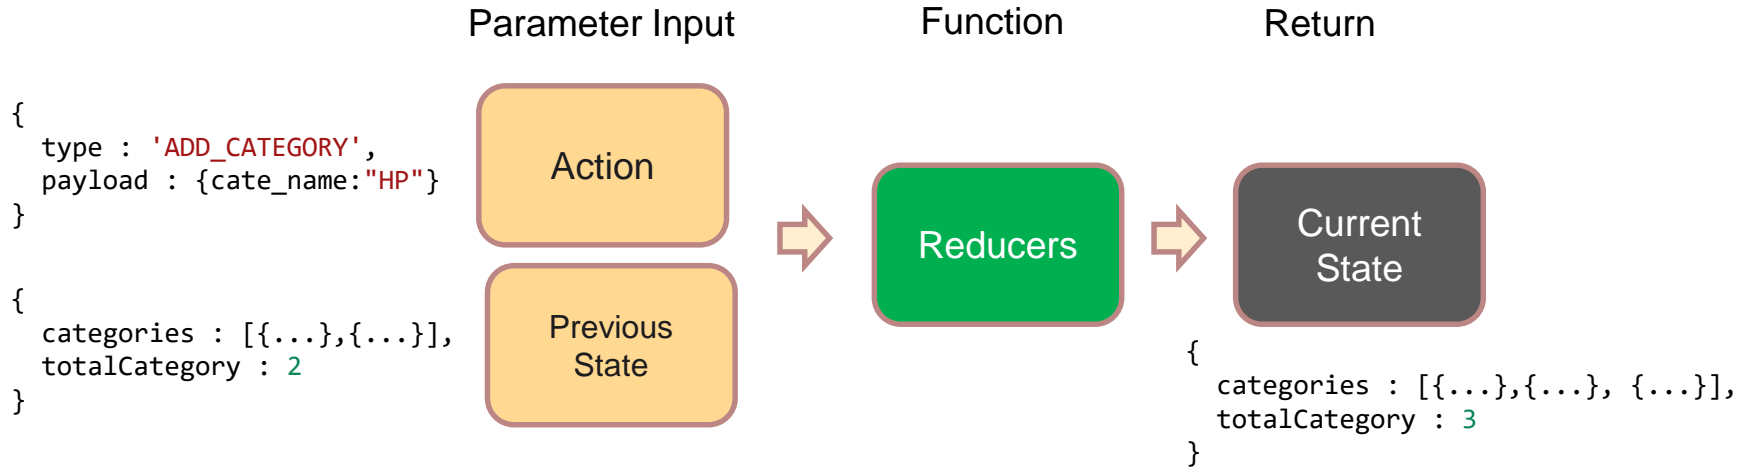 Parameter Input
Function
Return
{
  type : 'ADD_CATEGORY',
  payload : {cate_name:"HP"}
}
Action
{
  categories : [{...},{...}],
  totalCategory : 2
}
Previous
State
Reducers
Current
State
{
  categories : [{...},{...}, {...}],
  totalCategory : 3
}